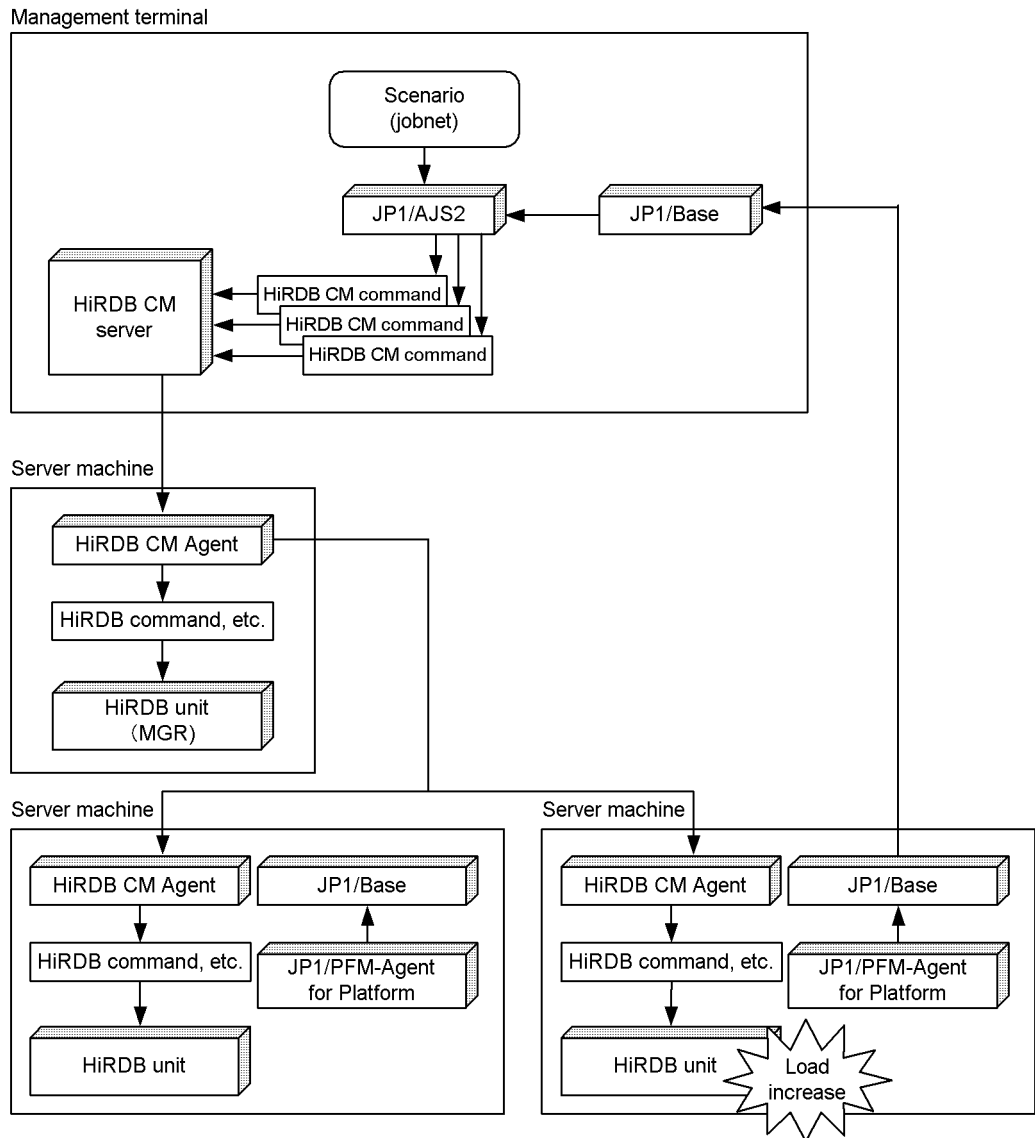 Management terminal
Scenario
(jobnet)
JP1/AJS2
JP1/Base
HiRDB CM
server
HiRDB CM command
HiRDB CM command
HiRDB CM command
Server machine
HiRDB CM Agent
HiRDB command, etc.
HiRDB unit
（MGR)
Server machine
HiRDB CM Agent
JP1/Base
HiRDB command, etc.
JP1/PFM-Agent
for Platform
HiRDB unit
Server machine
HiRDB CM Agent
JP1/Base
HiRDB command, etc.
JP1/PFM-Agent
for Platform
HiRDB unit
Load
increase